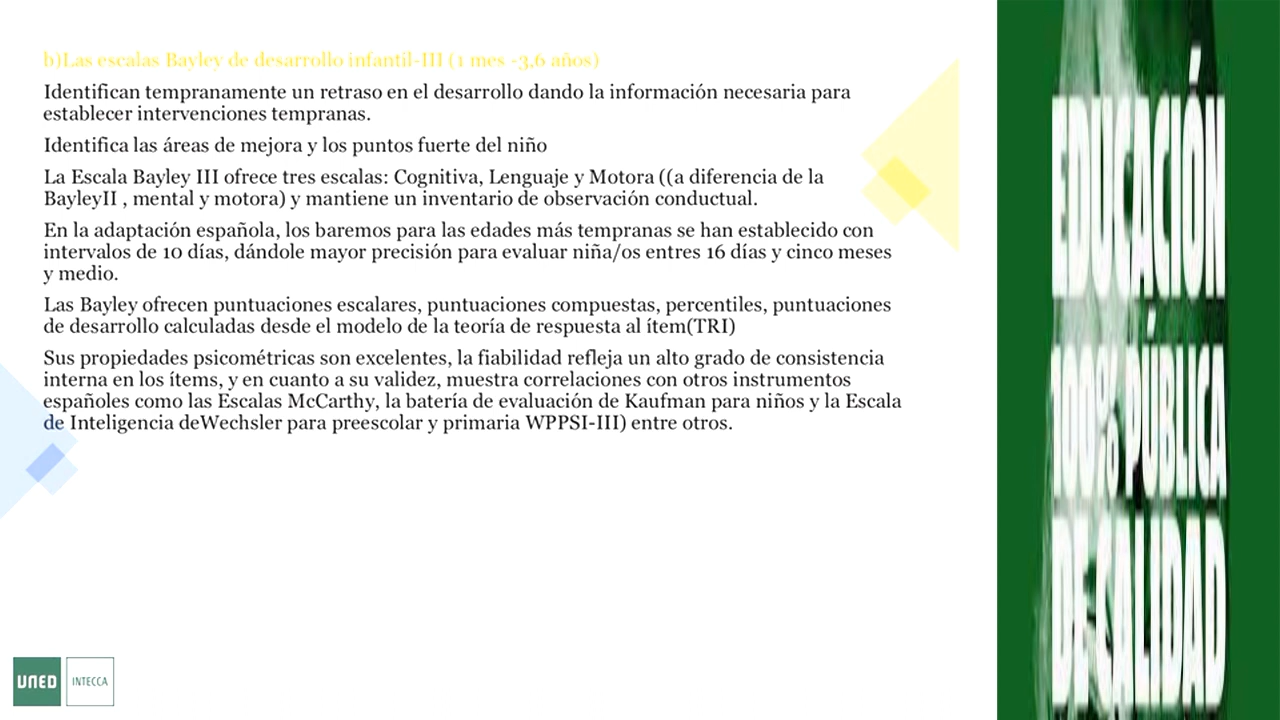 b)Las escalas Bayley de desarrollo infantil-III (1 mes -3,6 años)
Identifican tempranamente un retraso en el desarrollo dando la información necesaria para
establecer intervenciones tempranas.
Identifica las áreas de mejora y los puntos fuerte del niño
La Escala Bayley III ofrece tres escalas: Cognitiva, Lenguaje y Motora ((a diferencia de la
BayleyII , mental y motora) y mantiene un inventario de observación conductual.
En la adaptación española, los baremos para las edades más tempranas se han establecido con
intervalos de 10 días, dándole mayor precisión para evaluar niña/os entres 16 días y cinco meses
y medio.
Las Bayley ofrecen puntuaciones escalares, puntuaciones compuestas, percentiles, puntuaciones
de desarrollo calculadas desde el modelo de la teoría de respuesta al ítem(TRI)
Sus propiedades psicométricas son excelentes, la fiabilidad refleja un alto grado de consistencia
interna en los ítems, y en cuanto a su validez, muestra correlaciones con otros instrumentos
españoles como las Escalas McCarthy, la batería de evaluación de Kaufman para niños y la Escala
de Inteligencia deWechsler para preescolar y primaria WPPSI-III) entre otros.
EDUCACIÓN
100% PÚBLICA
DE CALIDAD
UNED
INTECCA